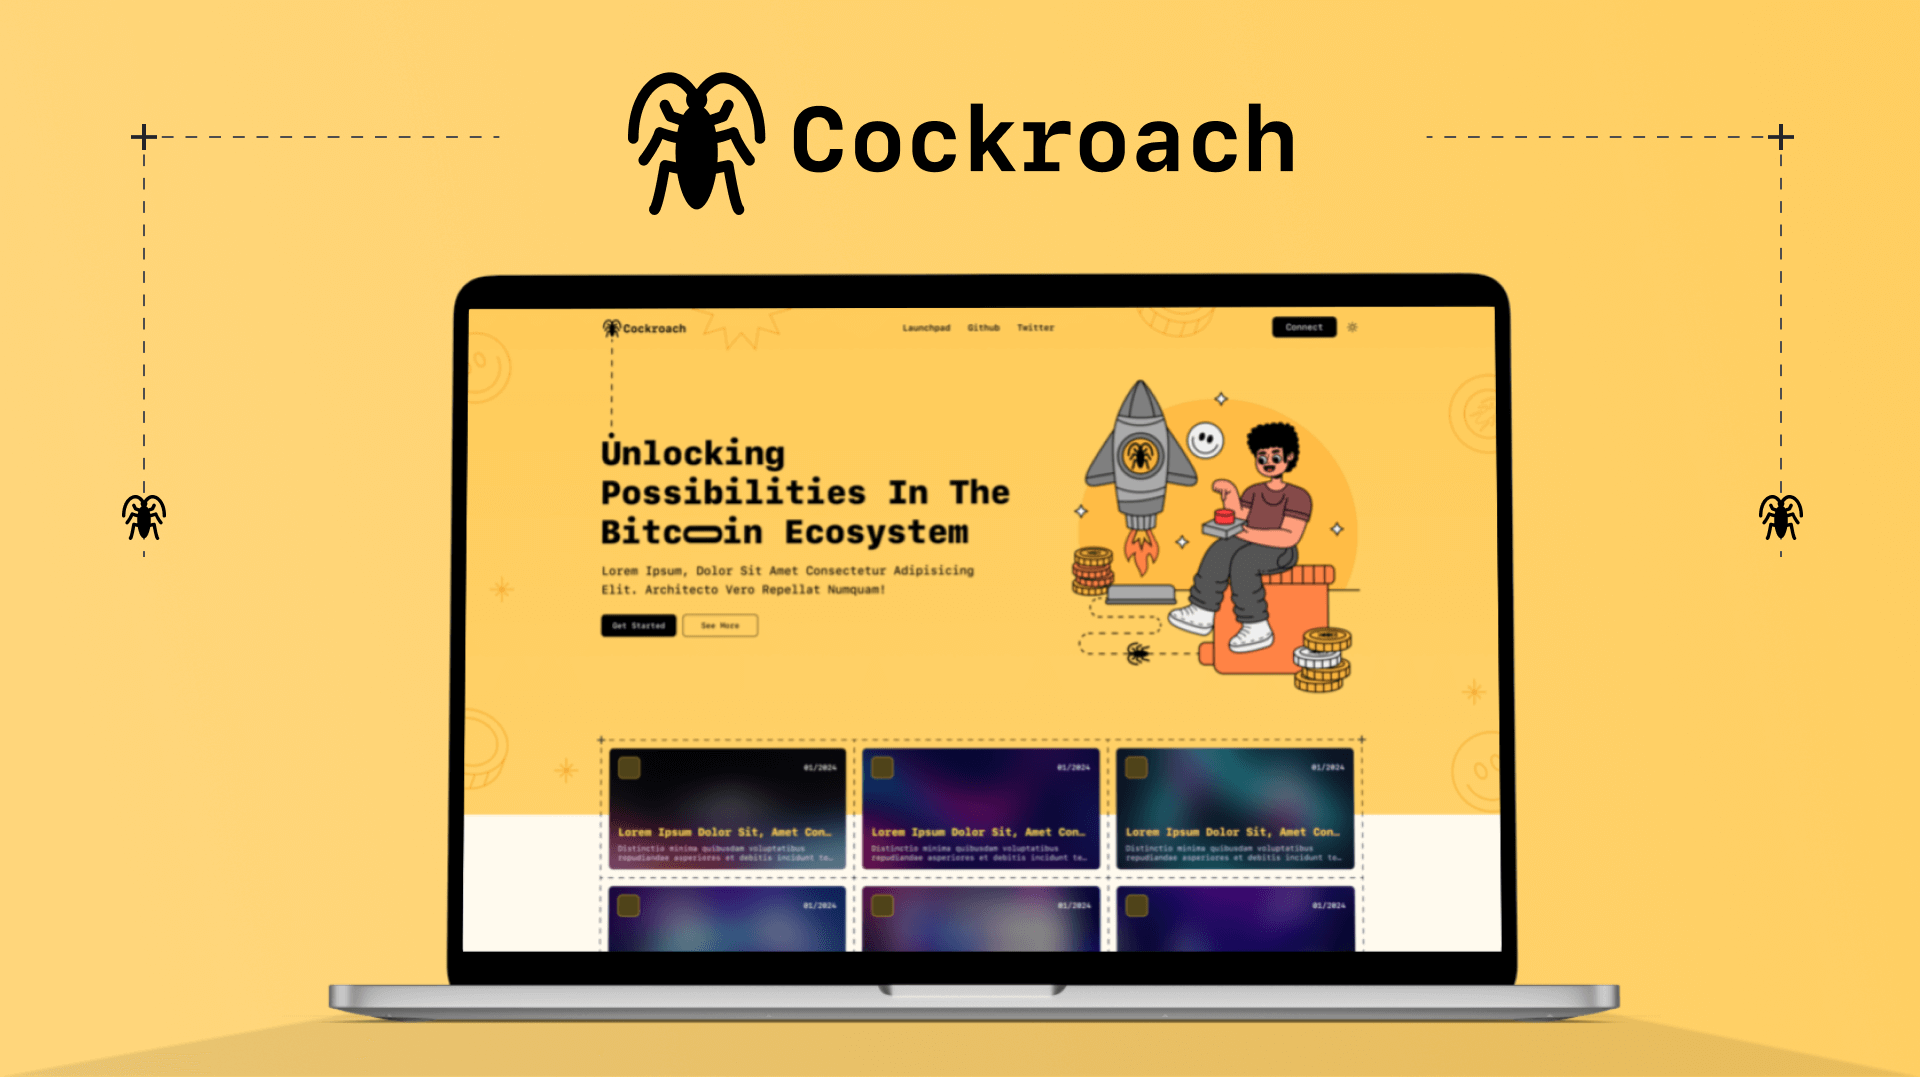 Cockroach
Cockroach
Launchpad Github Twitter
Connect
Unlocking
Possibilities In The
Bitcoin Ecosystem
Lorem Ipsum, Dolor Sit Amet Consectetur Adipisicing
Elit. Architecto Vero Repellat Numquam!
Get Started See More
01/2024 01/2024 01/2024
Lorem Ipsum Dolor Sit, Amet Con… Lorem Ipsum Dolor Sit, Amet Con… Lorem Ipsum Dolor Sit, Amet Con…
Distinctio minima quibusdam voluptatibus Distinctio minima quibusdam voluptatibus Distinctio minima quibusdam voluptatibus
repudiandae asperiores et debitis incidunt te… repudiandae asperiores et debitis incidunt te… repudiandae asperiores et debitis incidunt te…
01/2024 01/2024 01/2024